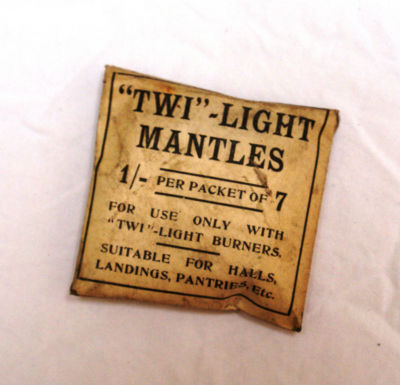 "TWI"-LIGHT
MANTLES
1/- PER PACKET OF 7
FOR USE ONLY WITH
"TWI"-LIGHT BURNERS.
SUITABLE FOR HALLS,
LANDINGS, PANTRIES, Etc.